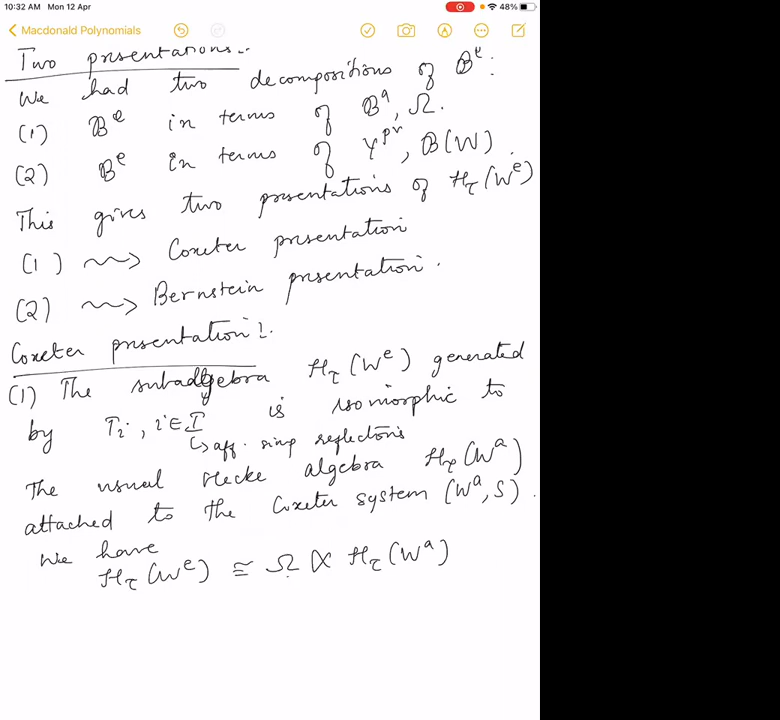 10:32 AM Mon 12 Apr
48%
Macdonald Polynomials
Two presentations..
We had two decompositions of 𝔹^e :
(1) 𝔹^e in terms of 𝔹^a, Ω.
(2) 𝔹^e in terms of Y^{P^v}, 𝔹(W).
This gives two presentations of H_τ(W^e)
(1) ⇝ Coxeter presentation
(2) ⇝ Bernstein presentation.
Coxeter presentation:.
(1) The subalgebra H_τ(W^e) generated
by T_i, i∈I is isomorphic to
↳ aff. simp reflections
The usual Hecke algebra H_τ(W^a)
attached to the Coxeter system (W^a, S).
We have
H_τ(W^e) ≅ Ω ⋉ H_τ(W^a)